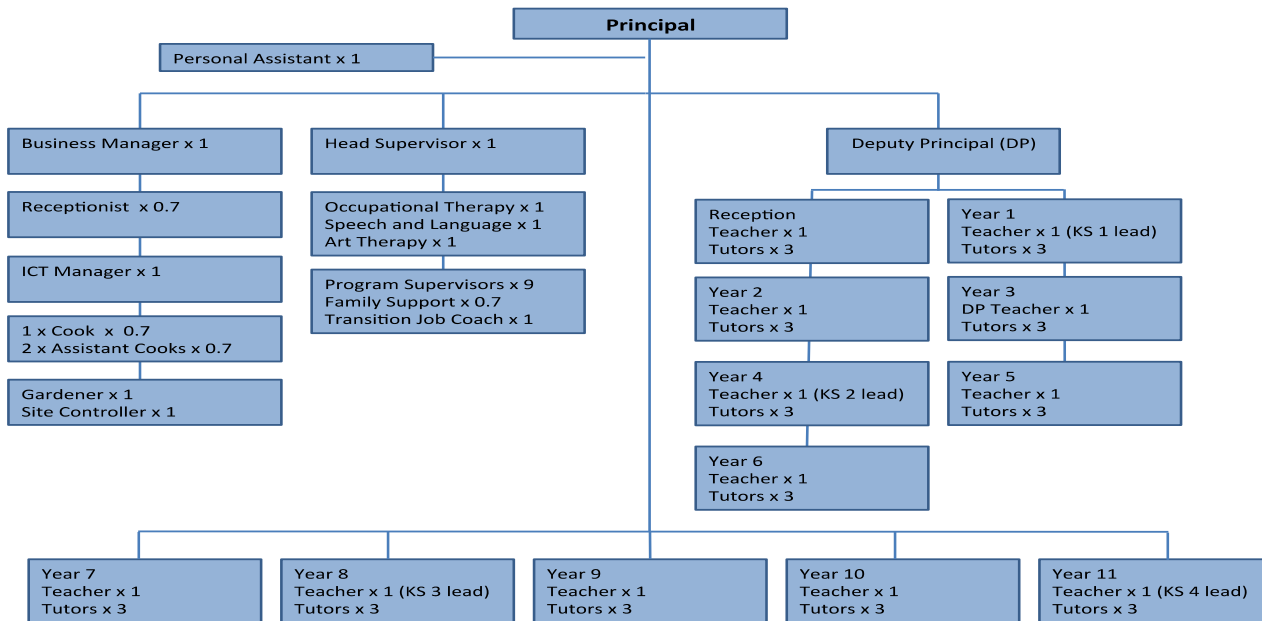 Principal
Personal Assistant x 1
Business Manager x 1
Head Supervisor x 1
Deputy Principal (DP)
Receptionist x 0.7
ICT Manager x 1
1 x Cook x 0.7
2 x Assistant Cooks x 0.7
Gardener x 1
Site Controller x 1
Occupational Therapy x 1
Speech and Language x 1
Art Therapy x 1
Program Supervisors x 9
Family Support x 0.7
Transition Job Coach x 1
Reception
Teacher x 1
Tutors x 3
Year 1
Teacher x 1 (KS 1 lead)
Tutors x 3
Year 2
Teacher x 1
Tutors x 3
Year 3
DP Teacher x 1
Tutors x 3
Year 4
Teacher x 1 (KS 2 lead)
Tutors x 3
Year 5
Teacher x 1
Tutors x 3
Year 6
Teacher x 1
Tutors x 3
Year 7
Teacher x 1
Tutors x 3
Year 8
Teacher x 1 (KS 3 lead)
Tutors x 3
Year 9
Teacher x 1
Tutors x 3
Year 10
Teacher x 1
Tutors x 3
Year 11
Teacher x 1 (KS 4 lead)
Tutors x 3